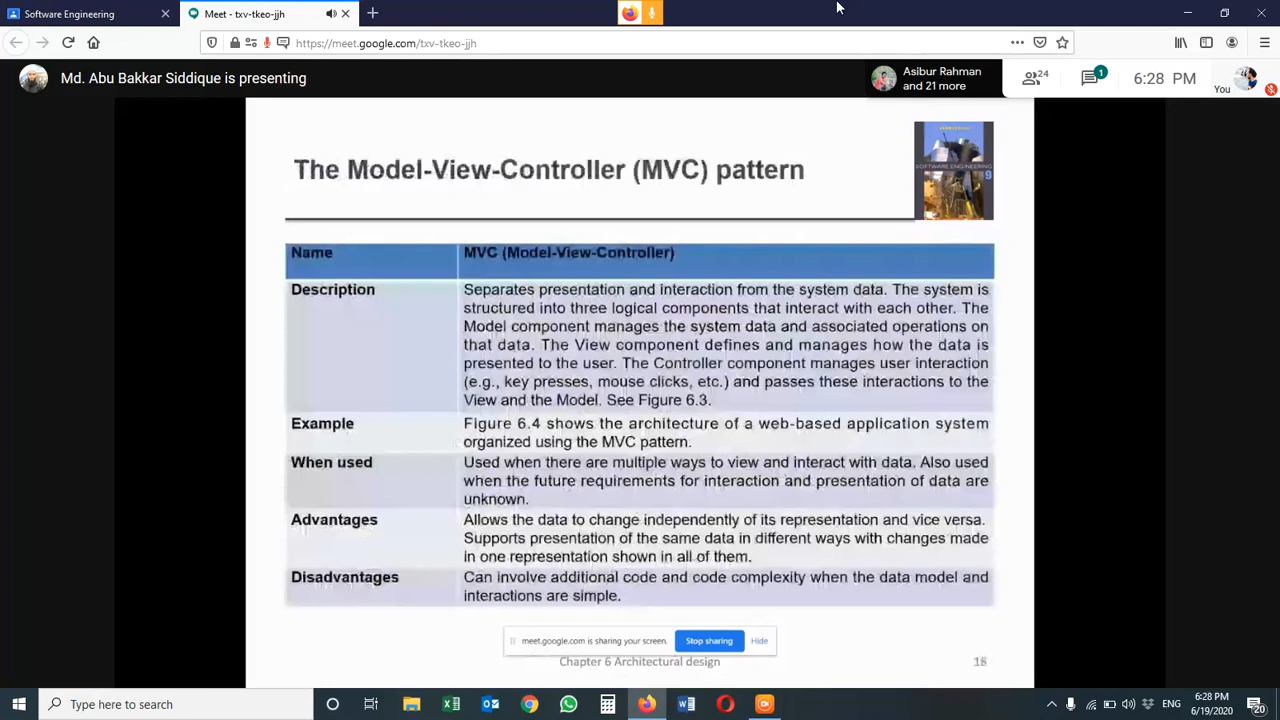 Software Engineering
Meet - txv-tkeo-jjh
https://meet.google.com/txv-tkeo-jjh
Md. Abu Bakkar Siddique is presenting
Asibur Rahman
and 21 more
24
1
6:28 PM
You
The Model-View-Controller (MVC) pattern
SOFTWARE ENGINEERING
9
Name MVC (Model-View-Controller)
Description Separates presentation and interaction from the system data. The system is
structured into three logical components that interact with each other. The
Model component manages the system data and associated operations on
that data. The View component defines and manages how the data is
presented to the user. The Controller component manages user interaction
(e.g., key presses, mouse clicks, etc.) and passes these interactions to the
View and the Model. See Figure 6.3.
Example Figure 6.4 shows the architecture of a web-based application system
organized using the MVC pattern.
When used Used when there are multiple ways to view and interact with data. Also used
when the future requirements for interaction and presentation of data are
unknown.
Advantages Allows the data to change independently of its representation and vice versa.
Supports presentation of the same data in different ways with changes made
in one representation shown in all of them.
Disadvantages Can involve additional code and code complexity when the data model and
interactions are simple.
meet.google.com is sharing your screen. Stop sharing Hide
Chapter 6 Architectural design
Type here to search
ENG
6:28 PM
6/19/2020
20